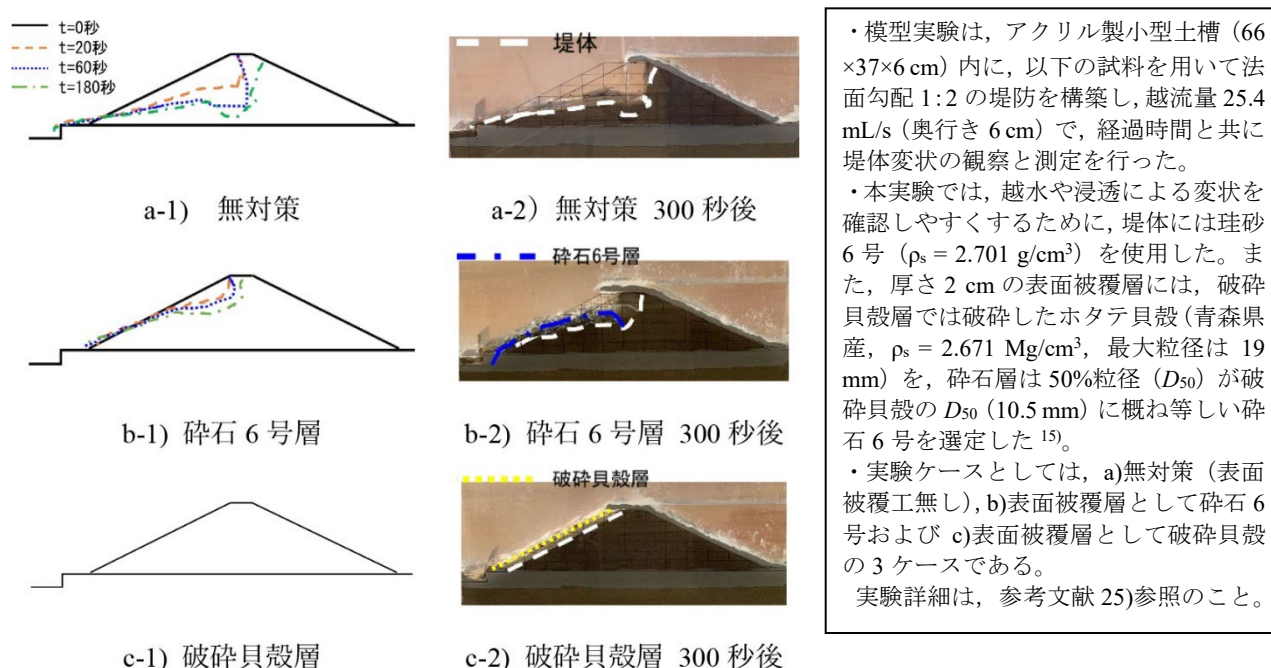 t=0秒
t=20秒
t=60秒
t=180秒
a-1) 無対策
堤体
a-2）無対策 300 秒後
b-1) 砕石 6 号層
砕石6号層
b-2) 砕石 6 号層 300 秒後
c-1) 破砕貝殻層
破砕貝殻層
c-2) 破砕貝殻層 300 秒後
・模型実験は，アクリル製小型土槽（66
×37×6 cm）内に，以下の試料を用いて法
面勾配 1:2 の堤防を構築し，越流量 25.4
mL/s（奥行き 6 cm）で，経過時間と共に
堤体変状の観察と測定を行った。
・本実験では，越水や浸透による変状を
確認しやすくするために，堤体には珪砂
6 号（ρs = 2.701 g/cm³）を使用した。ま
た，厚さ 2 cm の表面被覆層には，破砕
貝殻層では破砕したホタテ貝殻（青森県
産，ρs = 2.671 Mg/cm³，最大粒径は 19
mm）を，砕石層は 50%粒径（D50）が破
砕貝殻の D50（10.5 mm）に概ね等しい砕
石 6 号を選定した 15)。
・実験ケースとしては，a)無対策（表面
被覆工無し），b)表面被覆層として砕石 6
号および c)表面被覆層として破砕貝殻
の 3 ケースである。
実験詳細は，参考文献 25)参照のこと。